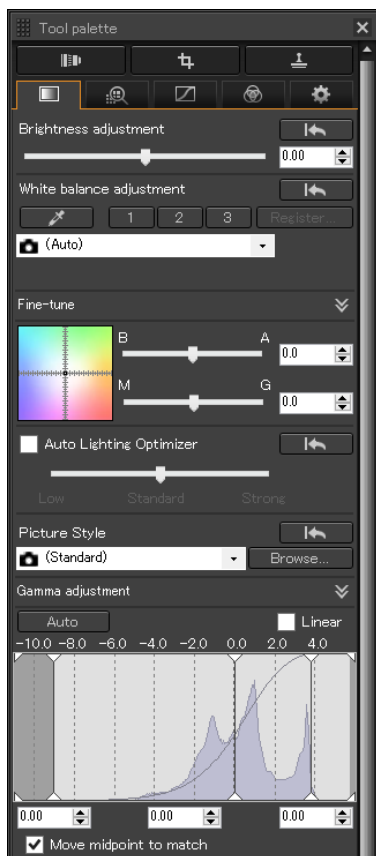 Tool palette
Brightness adjustment
0.00
White balance adjustment
1 2 3 Register...
(Auto)
Fine-tune
B A
0.0
M G
0.0
Auto Lighting Optimizer
Low Standard Strong
Picture Style
(Standard) Browse...
Gamma adjustment
Auto Linear
-10.0 -8.0 -6.0 -4.0 -2.0 0.0 2.0 4.0
0.00 0.00 0.00
Move midpoint to match